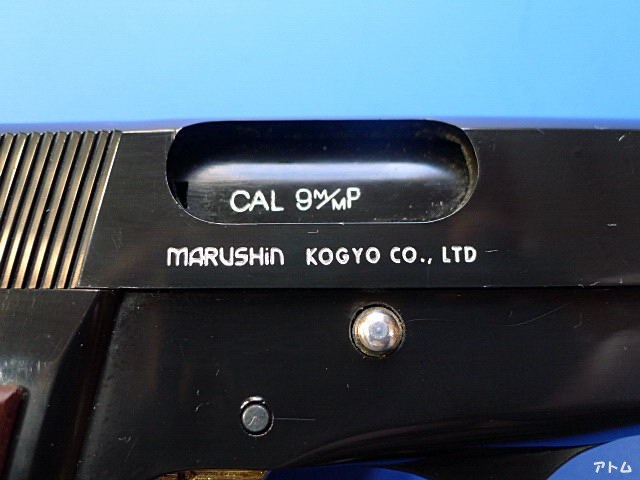 CAL 9M/MP
MARUSHiN KOGYO CO., LTD
アトム